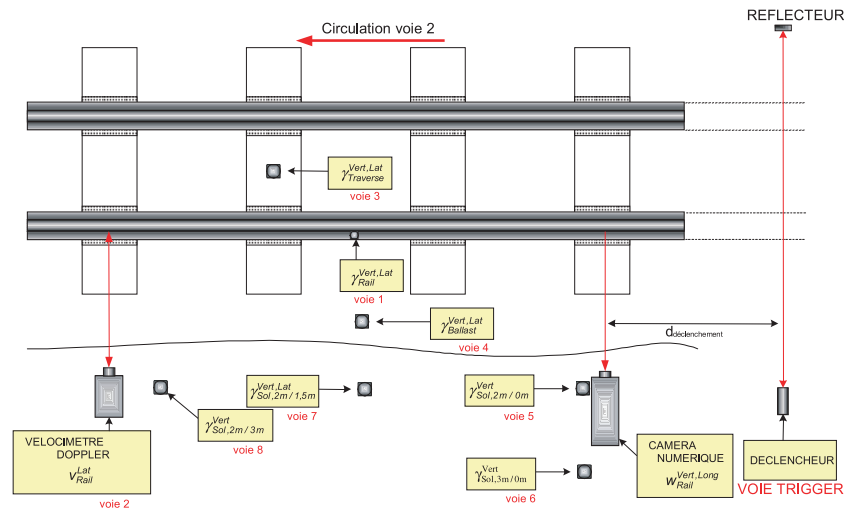 Circulation voie 2
REFLECTEUR
γ Vert,Lat Traverse
voie 3
γ Vert,Lat Rail
voie 1
γ Vert,Lat Ballast
voie 4
d déclenchement
γ Vert,Lat Sol,2m/1,5m
voie 7
γ Vert Sol,2m/0m
voie 5
γ Vert Sol,2m/3m
voie 8
VELOCIMETRE
DOPPLER
v Lat Rail
voie 2
γ Vert Sol,3m/0m
voie 6
CAMERA
NUMERIQUE
w Vert,Long Rail
DECLENCHEUR
VOIE TRIGGER